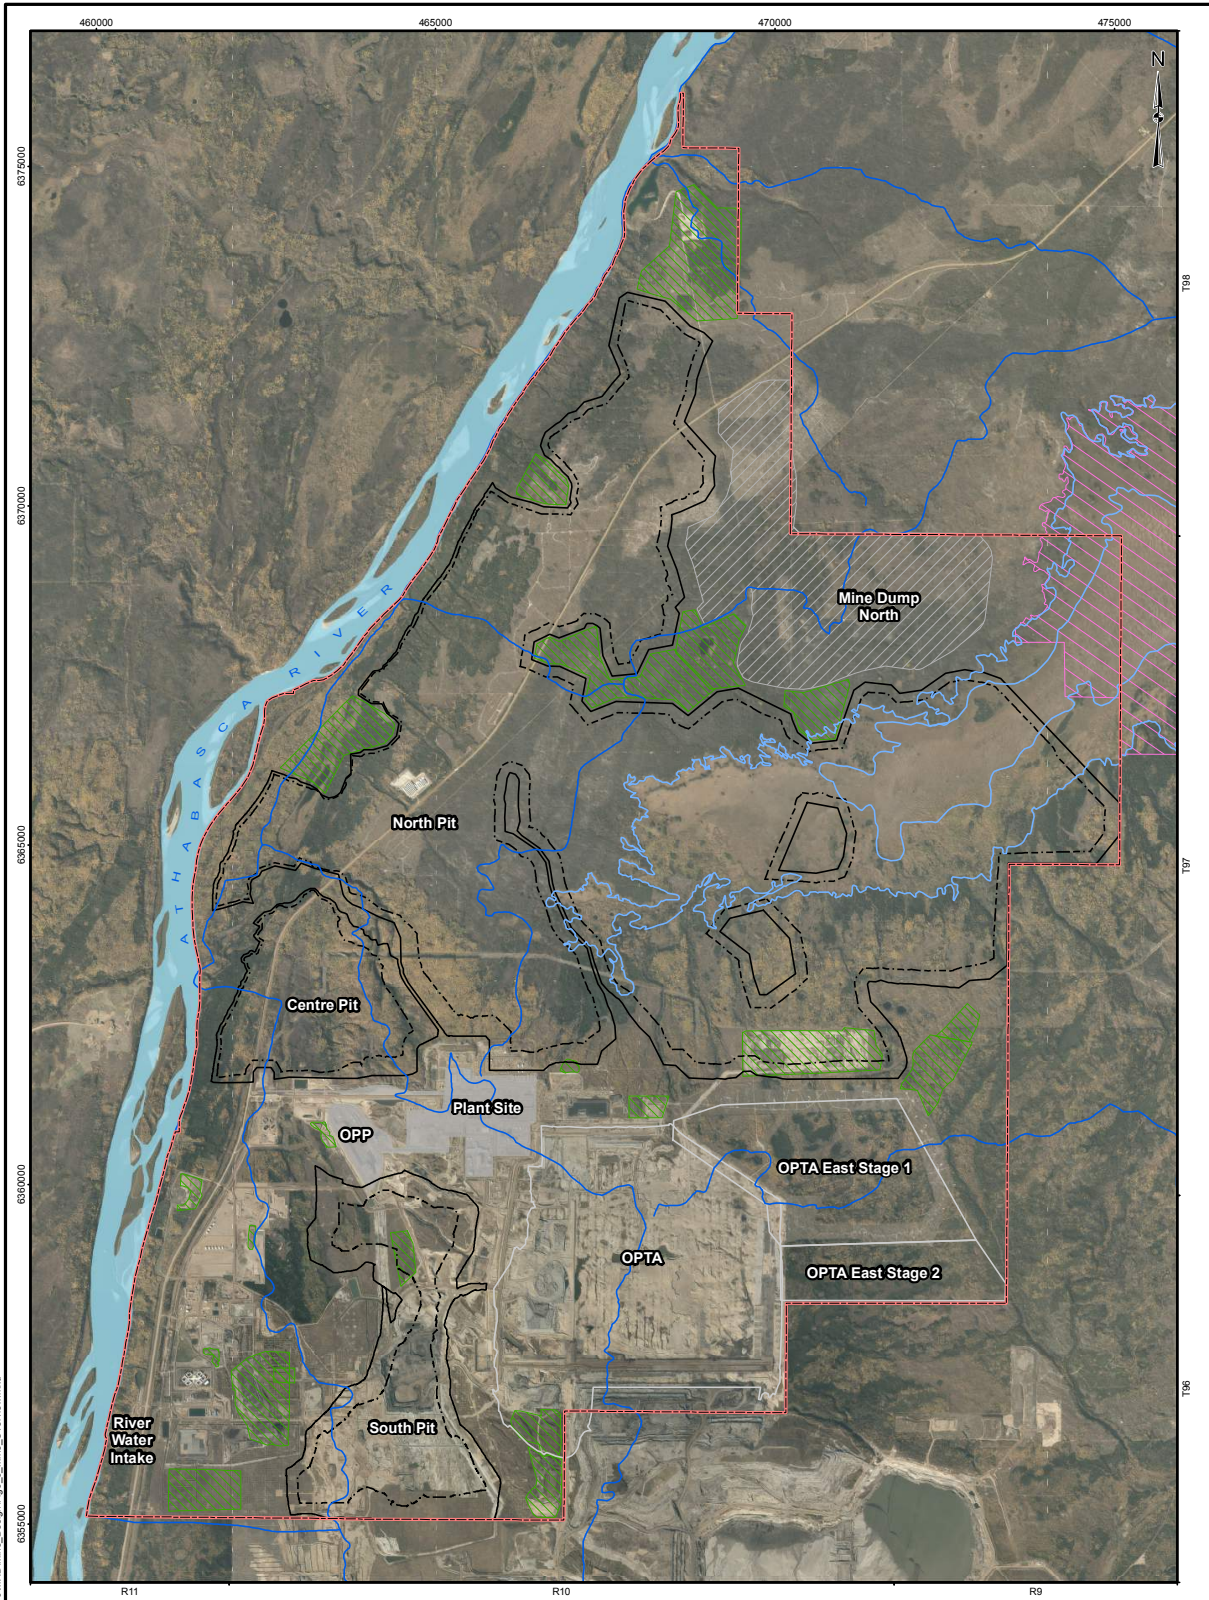 460000
465000
470000
475000
N
6375000
T98
6370000
Mine Dump
North
ATHABASCA RIVER
North Pit
6365000
T97
Centre Pit
Plant Site
OPP
OPTA East Stage 1
6360000
OPTA
OPTA East Stage 2
T96
River
Water
Intake
South Pit
6355000
R11
R10
R9